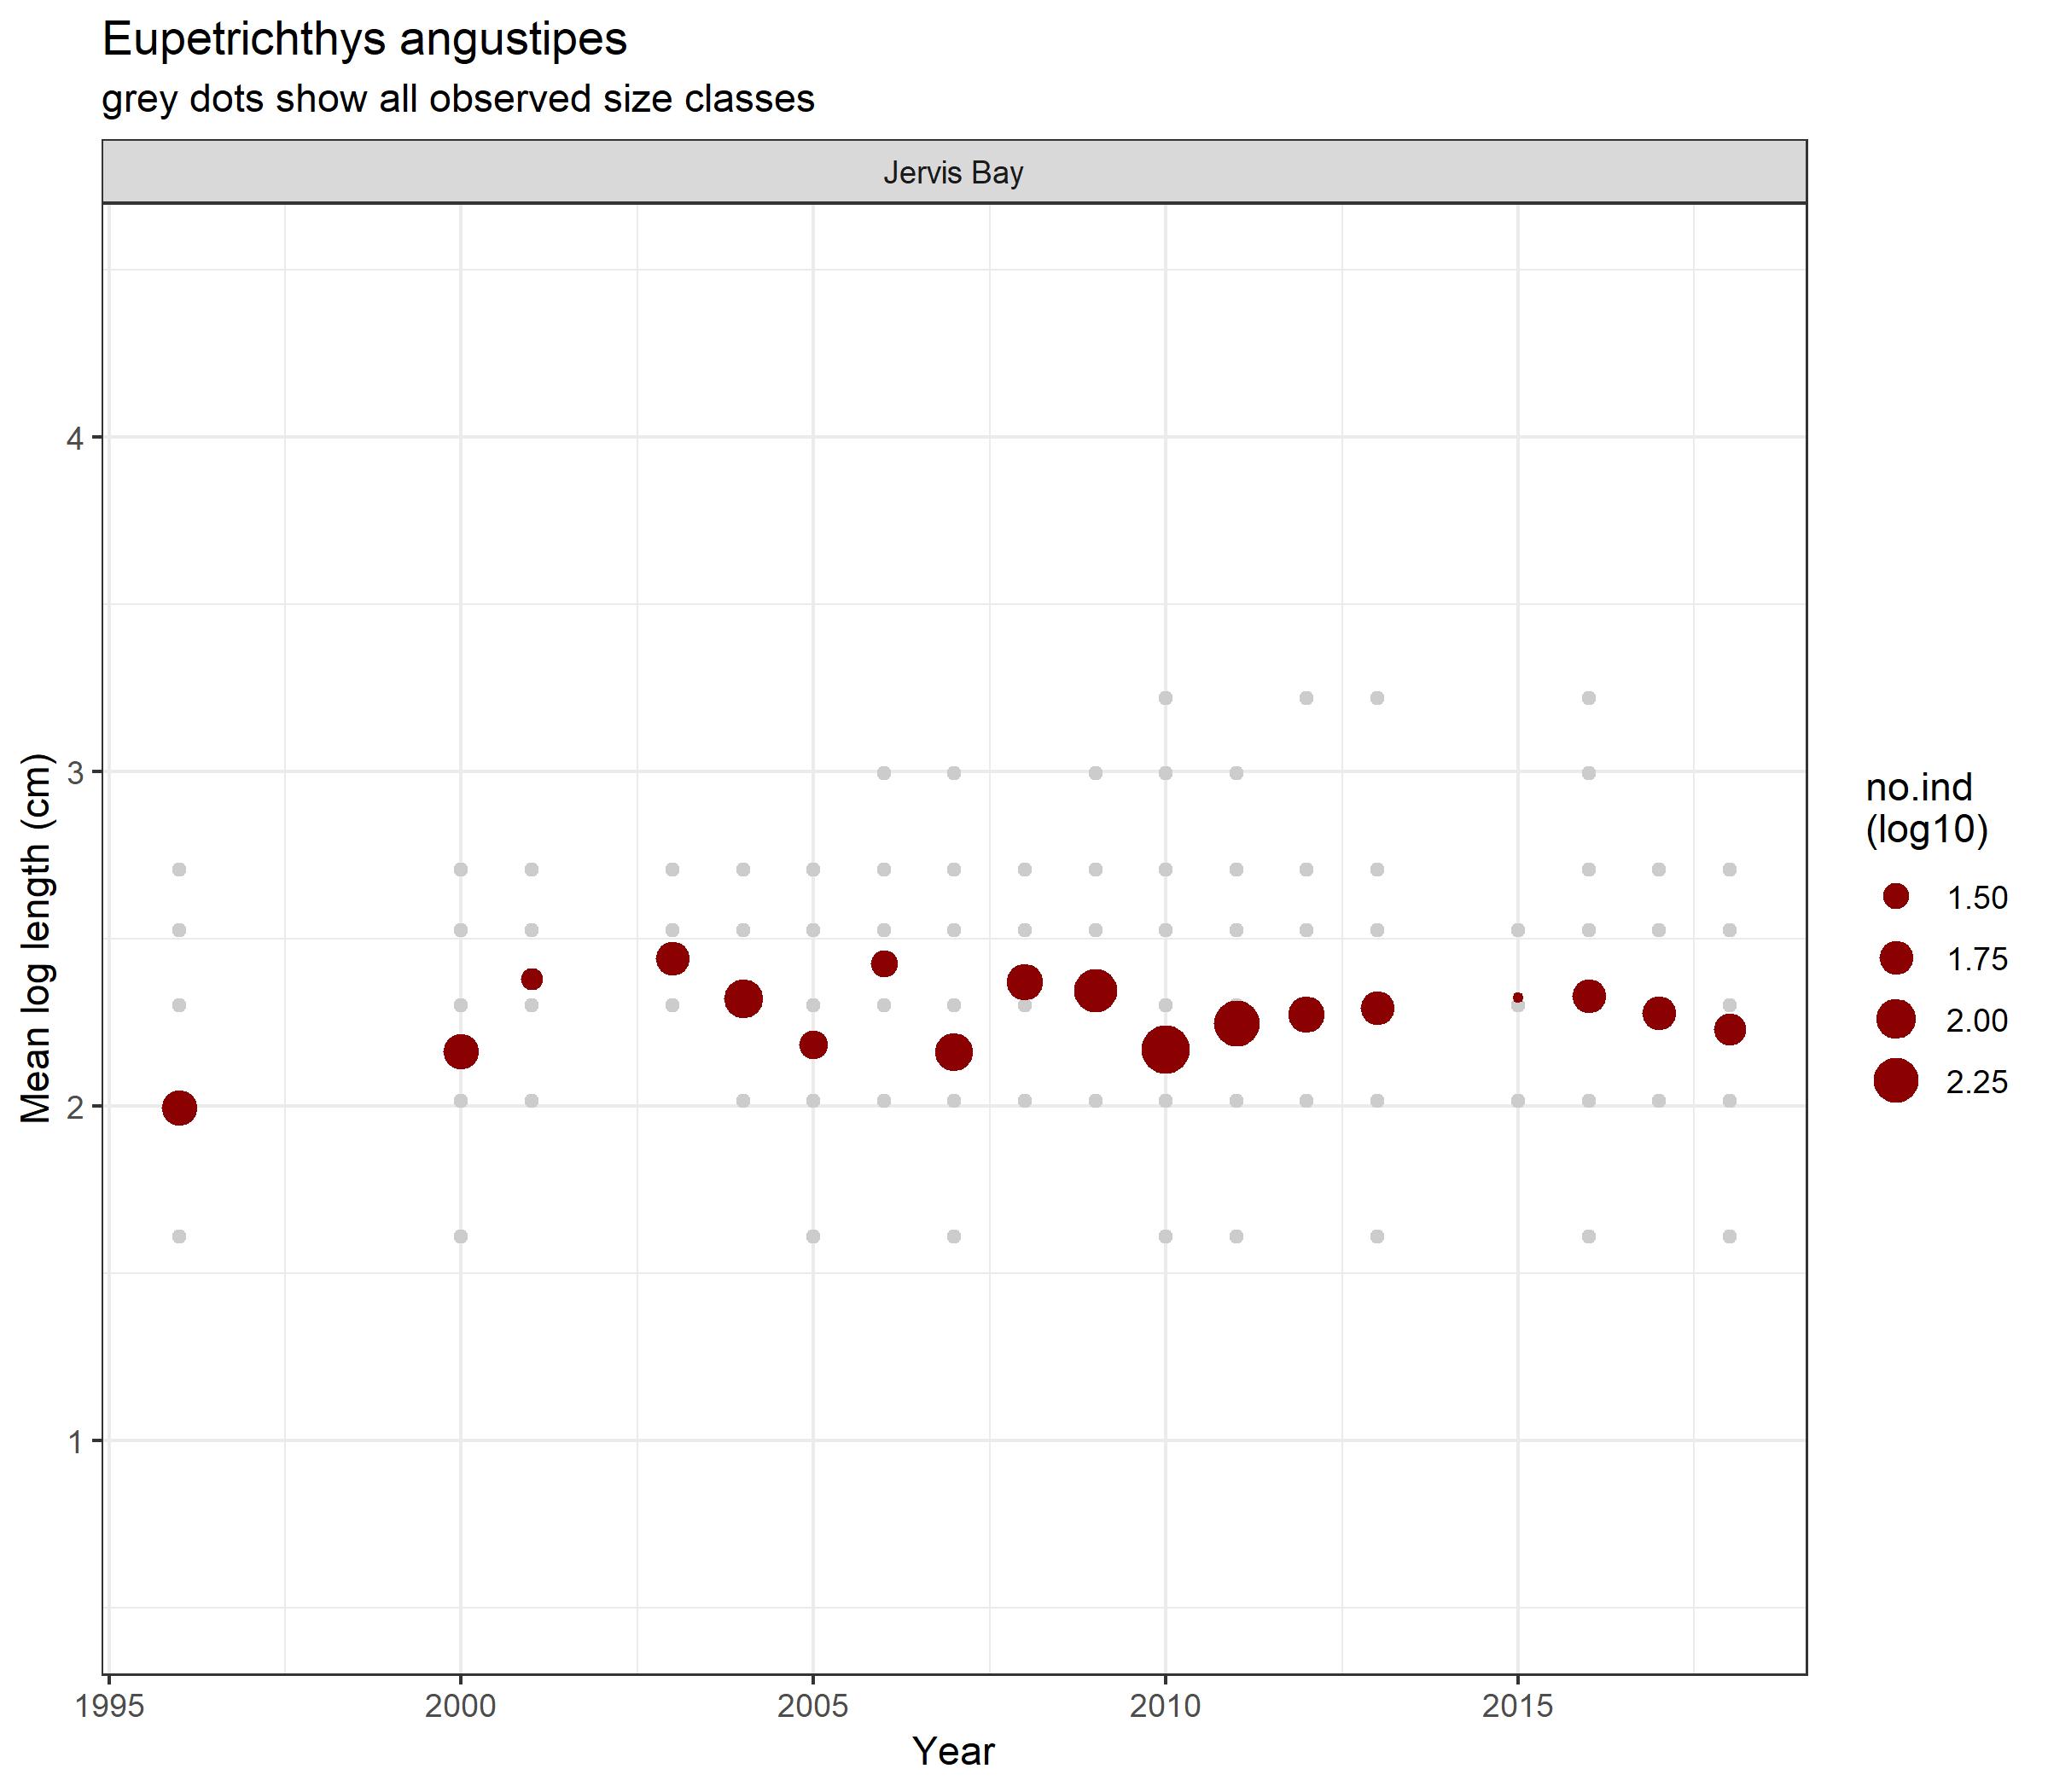 Eupetrichthys angustipes
grey dots show all observed size classes
Jervis Bay
Mean log length (cm)
4
3
2
1
1995 2000 2005 2010 2015
Year
no.ind
(log10)
1.50
1.75
2.00
2.25